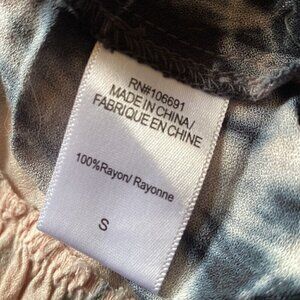 RN#106691
MADE IN CHINA/
FABRIQUE EN CHINE
100%Rayon/ Rayonne
S